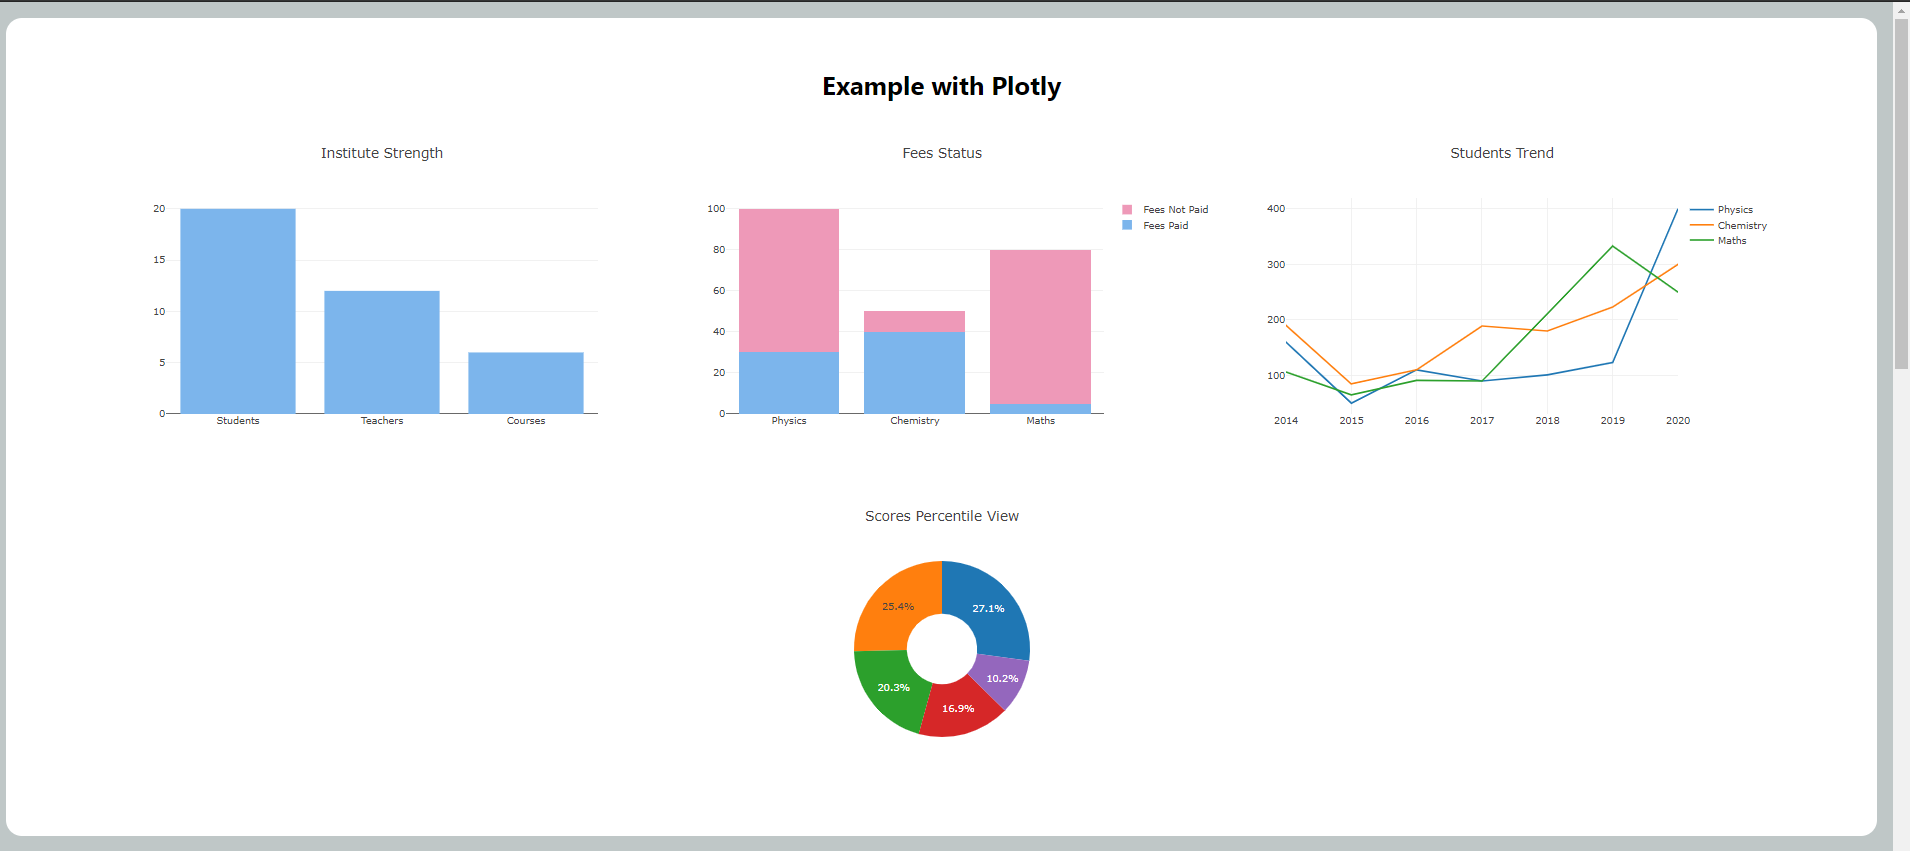 Example with Plotly
Institute Strength
20
15
10
5
0
Students Teachers Courses
Fees Status
100
80
60
40
20
0
Physics Chemistry Maths
Fees Not Paid
Fees Paid
Students Trend
400
300
200
100
2014 2015 2016 2017 2018 2019 2020
Physics
Chemistry
Maths
Scores Percentile View
25.4%
27.1%
10.2%
20.3%
16.9%